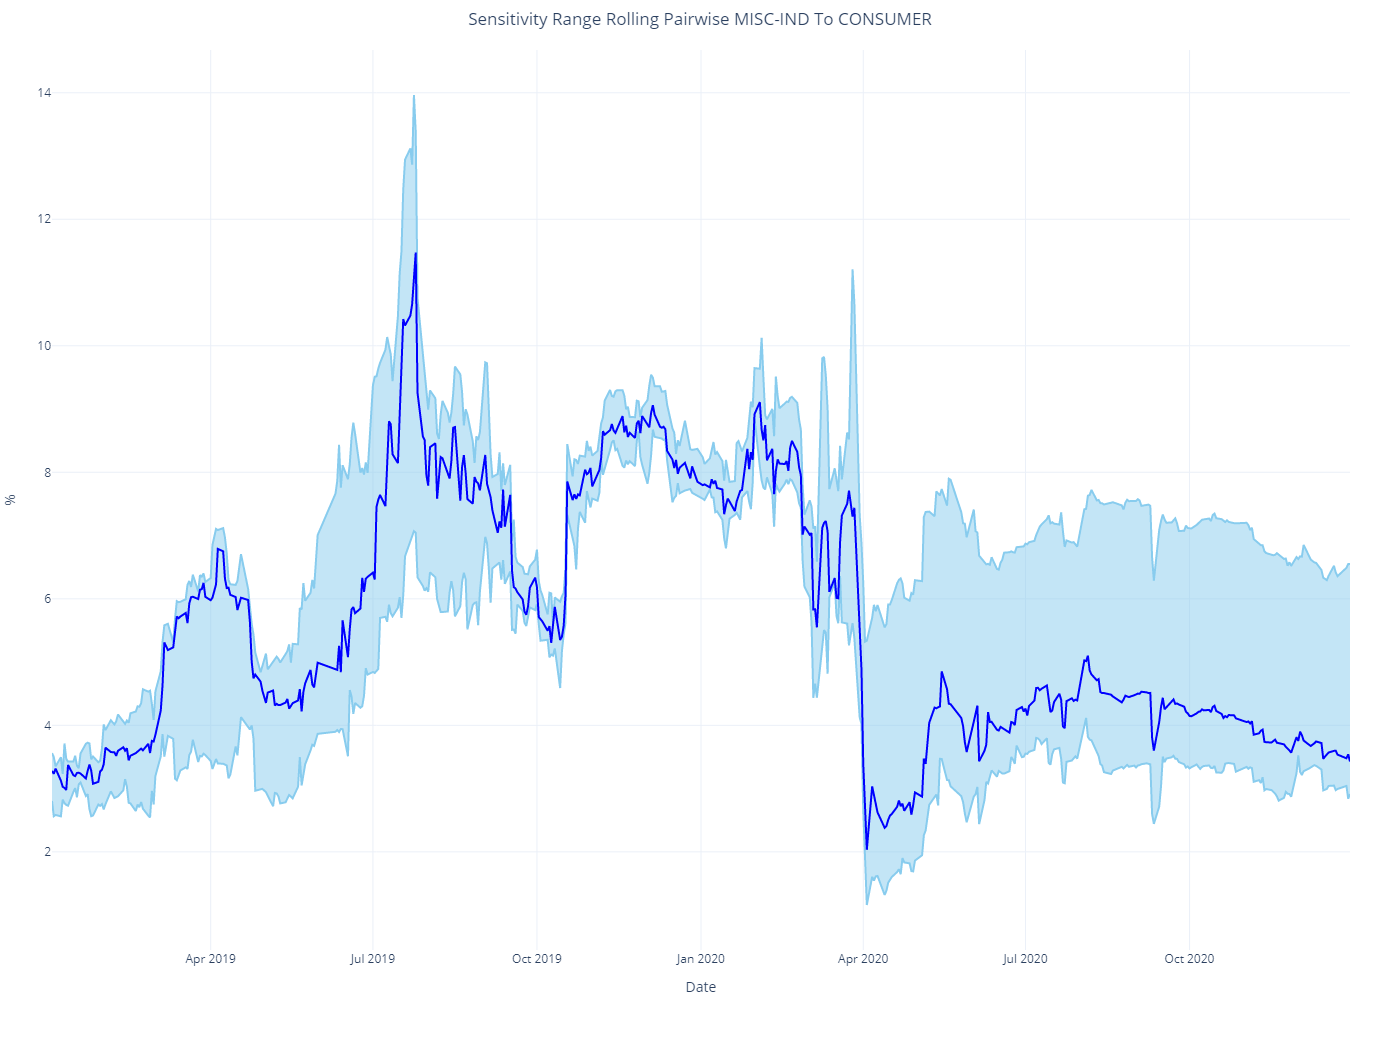 Sensitivity Range Rolling Pairwise MISC-IND To CONSUMER
14
12
10
8
6
4
2
%
Apr 2019
Jul 2019
Oct 2019
Jan 2020
Apr 2020
Jul 2020
Oct 2020
Date